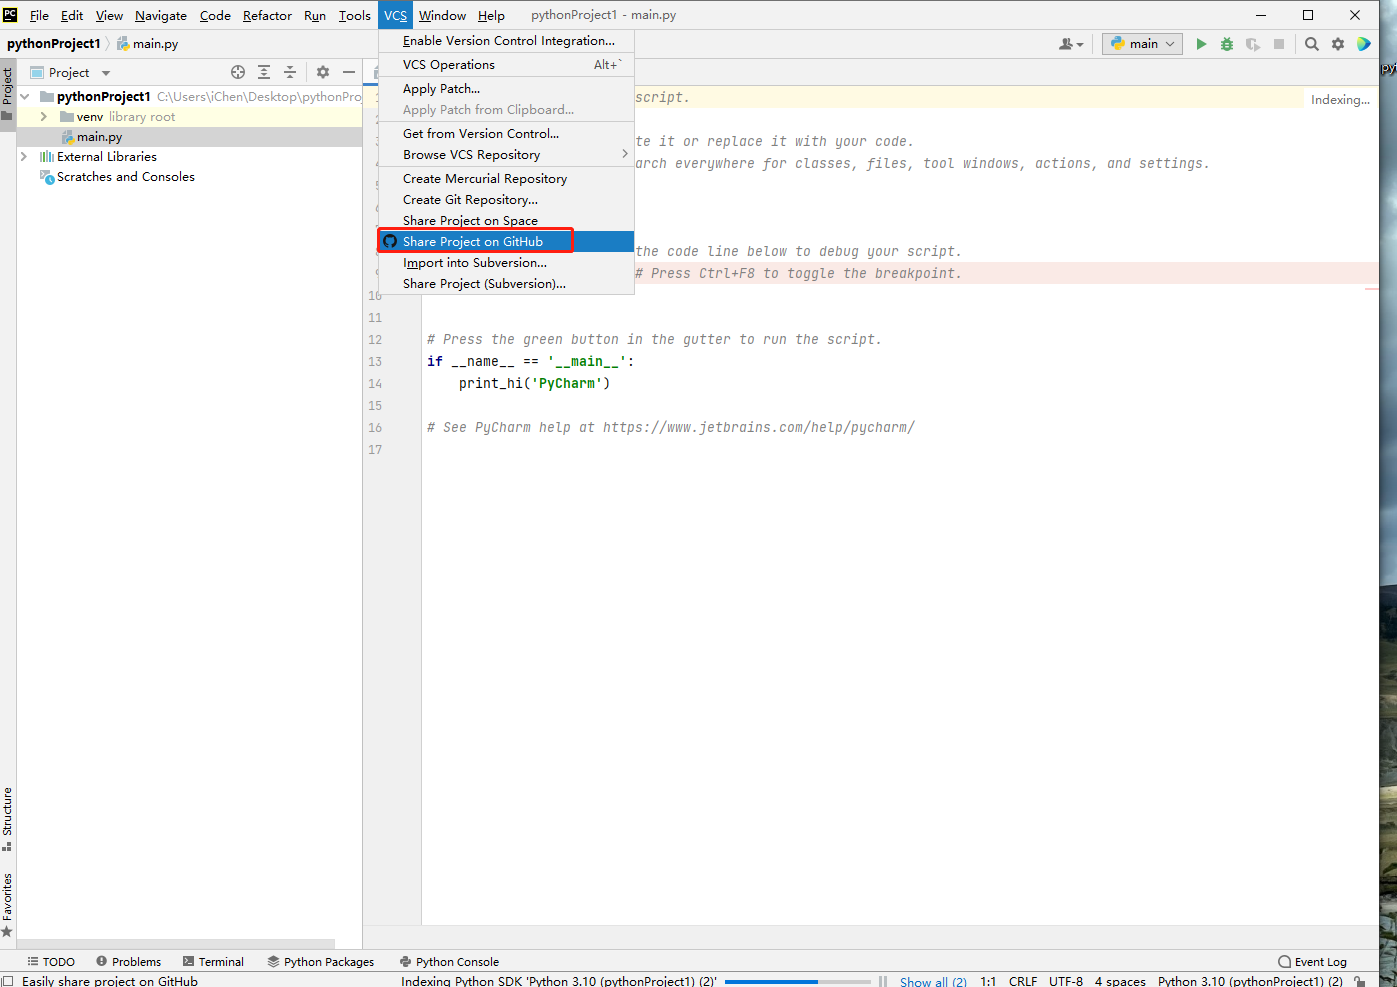 PC File Edit View Navigate Code Refactor Run Tools VCS Window Help pythonProject1 - main.py
pythonProject1 main.py
main
Project
Project
pythonProject1 C:\Users\iChen\Desktop\pythonProj
venv library root
main.py
External Libraries
Scratches and Consoles
Structure
Favorites
Enable Version Control Integration...
VCS Operations Alt+`
Apply Patch...
Apply Patch from Clipboard...
Get from Version Control...
Browse VCS Repository
Create Mercurial Repository
Create Git Repository...
Share Project on Space
Share Project on GitHub
Import into Subversion...
Share Project (Subversion)...
script.
Indexing...
te it or replace it with your code.
arch everywhere for classes, files, tool windows, actions, and settings.
the code line below to debug your script.
# Press Ctrl+F8 to toggle the breakpoint.
10
11
12 # Press the green button in the gutter to run the script.
13 if __name__ == '__main__':
14 print_hi('PyCharm')
15
16 # See PyCharm help at https://www.jetbrains.com/help/pycharm/
17
TODO Problems Terminal Python Packages Python Console Event Log
Easily share project on GitHub Indexing Python SDK 'Python 3.10 (pythonProject1) (2)' Show all (2) 1:1 CRLF UTF-8 4 spaces Python 3.10 (pythonProject1) (2)